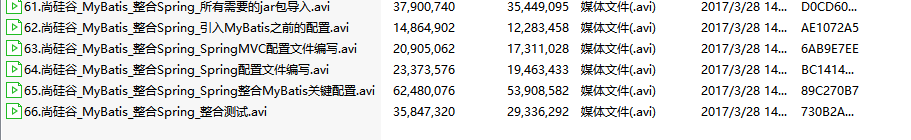 61.尚硅谷_MyBatis_整合Spring_所有需要的jar包导入.avi 37,900,740 35,449,095 媒体文件(.avi) 2017/3/28 14... D0CD60...
62.尚硅谷_MyBatis_整合Spring_引入MyBatis之前的配置.avi 14,864,902 12,283,458 媒体文件(.avi) 2017/3/28 14... AE1072A5
63.尚硅谷_MyBatis_整合Spring_SpringMVC配置文件编写.avi 20,905,062 17,311,028 媒体文件(.avi) 2017/3/28 14... 6AB9E7EE
64.尚硅谷_MyBatis_整合Spring_Spring配置文件编写.avi 23,373,576 19,463,433 媒体文件(.avi) 2017/3/28 14... BC1414...
65.尚硅谷_MyBatis_整合Spring_Spring整合MyBatis关键配置.avi 62,480,076 53,908,582 媒体文件(.avi) 2017/3/28 14... 89C270B7
66.尚硅谷_MyBatis_整合Spring_整合测试.avi 35,847,320 29,336,292 媒体文件(.avi) 2017/3/28 14... 730B2A...